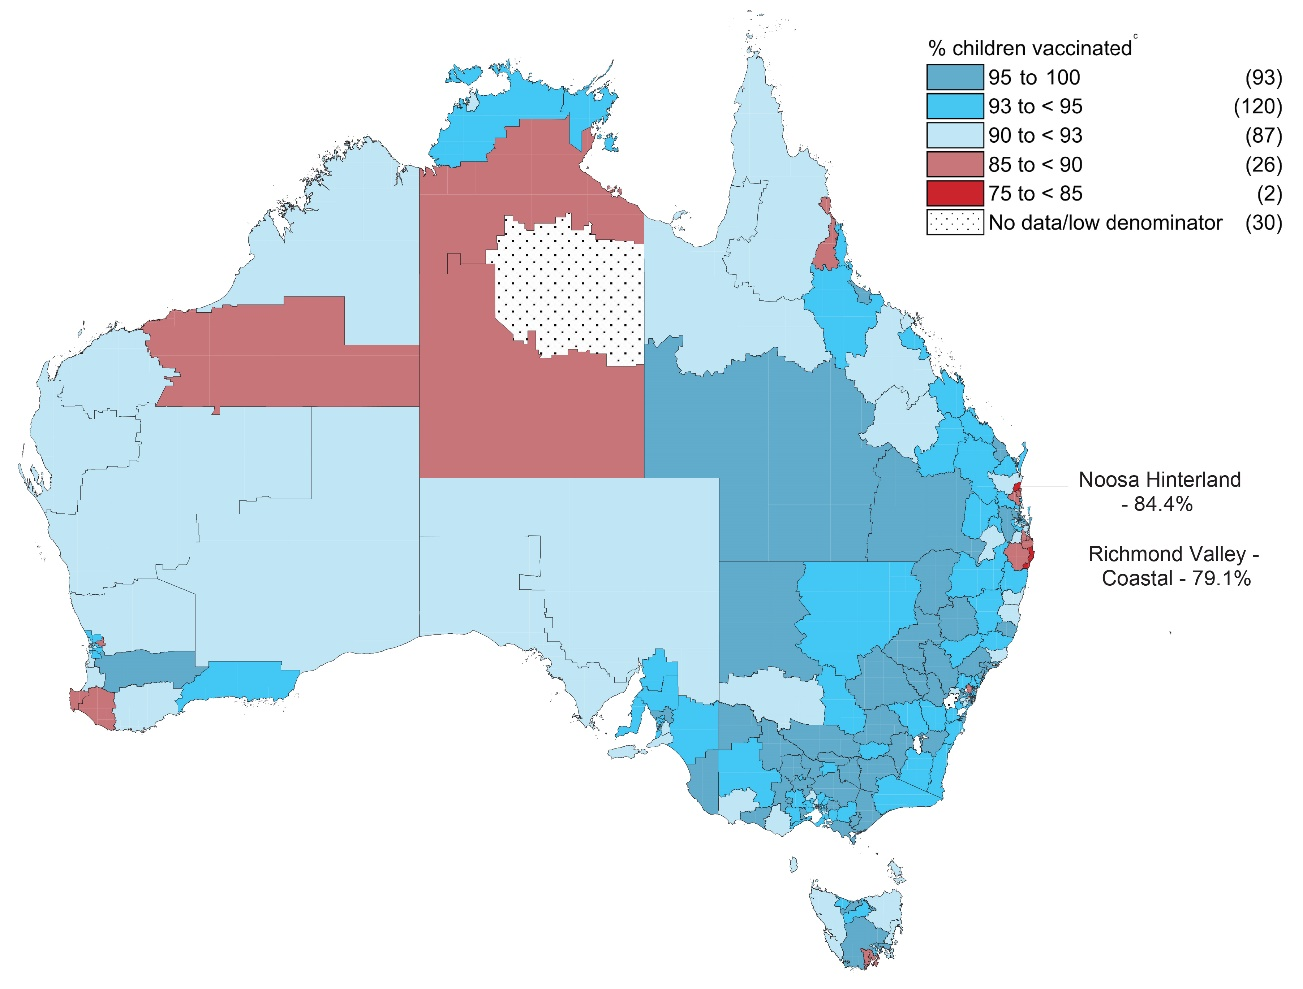 % children vaccinated c
95 to 100 (93)
93 to < 95 (120)
90 to < 93 (87)
85 to < 90 (26)
75 to < 85 (2)
No data/low denominator (30)
Noosa Hinterland
- 84.4%
Richmond Valley -
Coastal - 79.1%